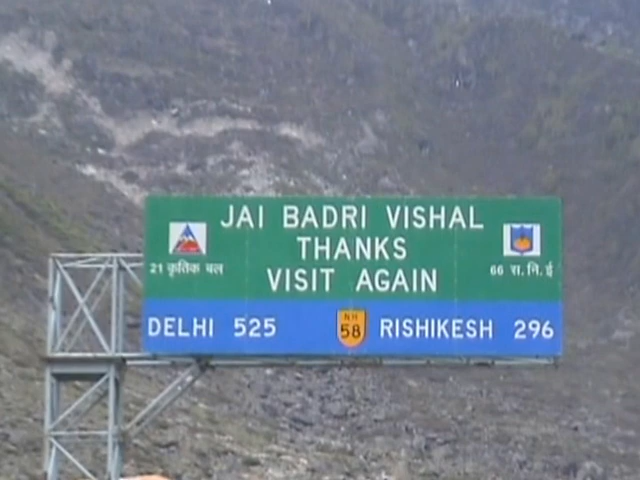 JAI BADRI VISHAL
THANKS
VISIT AGAIN
21 कृतिक बल
66 स.नि.ई
DELHI 525
NH
58
RISHIKESH 296